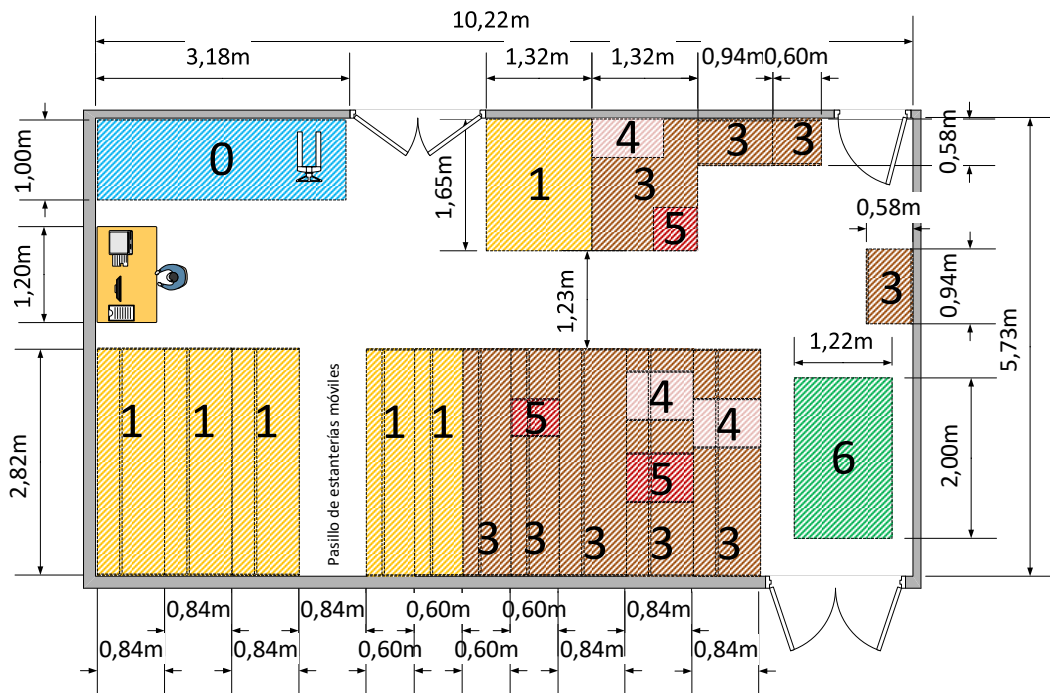 10,22m
3,18m
1,32m
1,32m
0,94m
0,60m
1,00m
0
1,65m
1
4
3
5
3
3
0,58m
0,58m
1,20m
1,23m
3
0,94m
5,73m
1,22m
2,82m
1
1
1
Pasillo de estanterías móviles
1
1
5
4
4
5
3
3
3
3
3
6
2,00m
0,84m
0,84m
0,60m
0,60m
0,84m
0,84m
0,84m
0,60m
0,60m
0,84m
0,84m